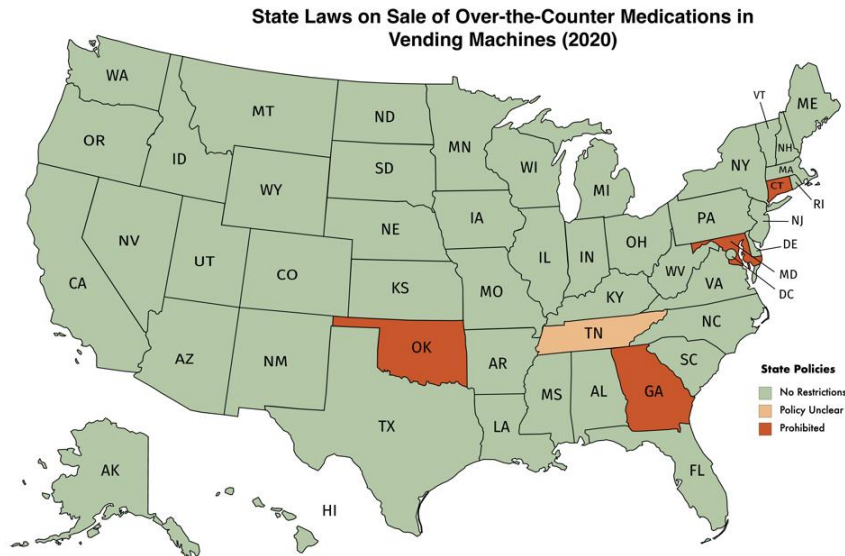 State Laws on Sale of Over-the-Counter Medications in
Vending Machines (2020)
WA
OR
CA
NV
ID
MT
WY
UT
AZ
CO
NM
ND
SD
NE
KS
OK
TX
MN
IA
MO
AR
LA
WI
IL
MI
IN
OH
KY
TN
MS
AL
GA
FL
SC
NC
VA
WV
PA
NY
VT
NH
ME
MA
CT
RI
NJ
DE
MD
DC
AK
HI
State Policies
No Restrictions
Policy Unclear
Prohibited